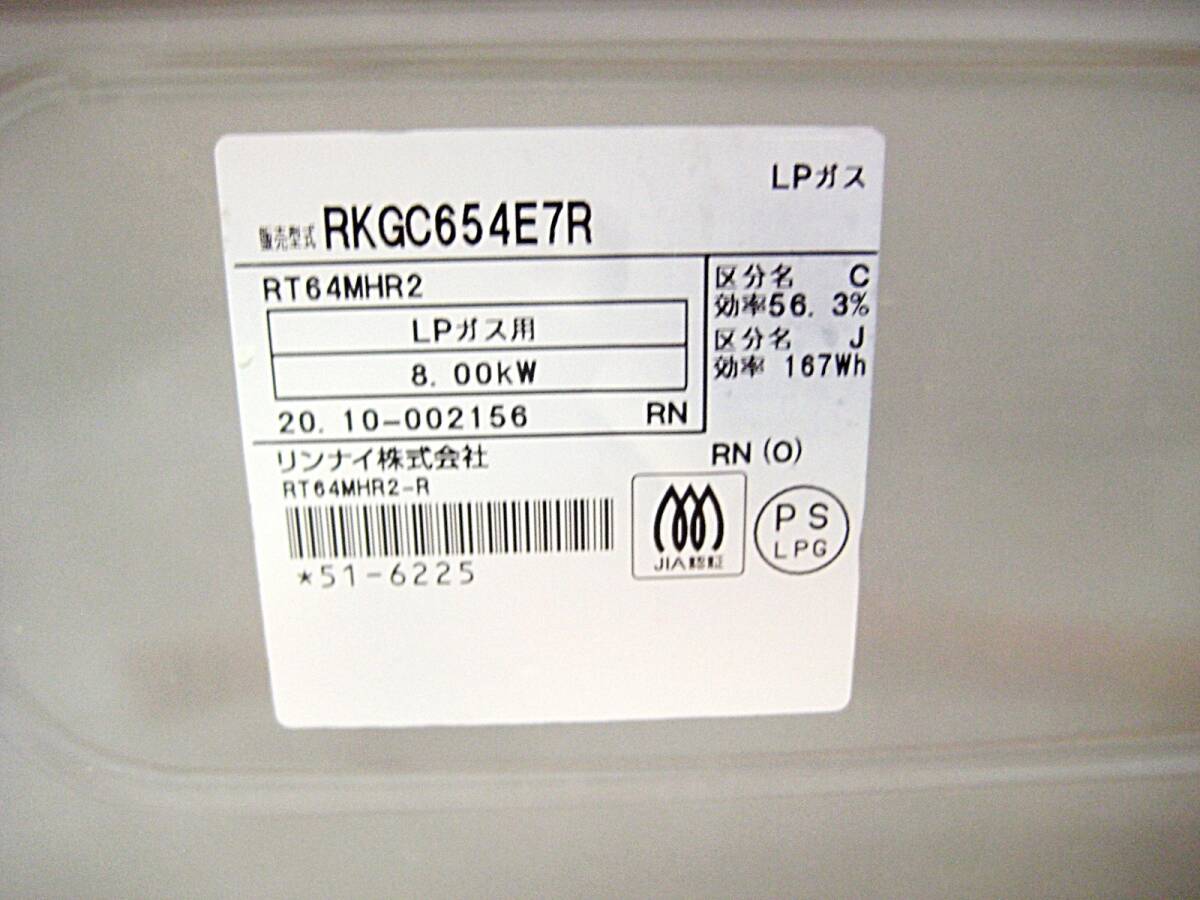 LPガス
販売型式 RKGC654E7R
RT64MHR2
LPガス用
8.00kW
20.10-002156 RN
区分名 C
効率56.3%
区分名 J
効率 167Wh
リンナイ株式会社
RN(O)
RT64MHR2-R
*51-6225
JIA認証
PS
LPG